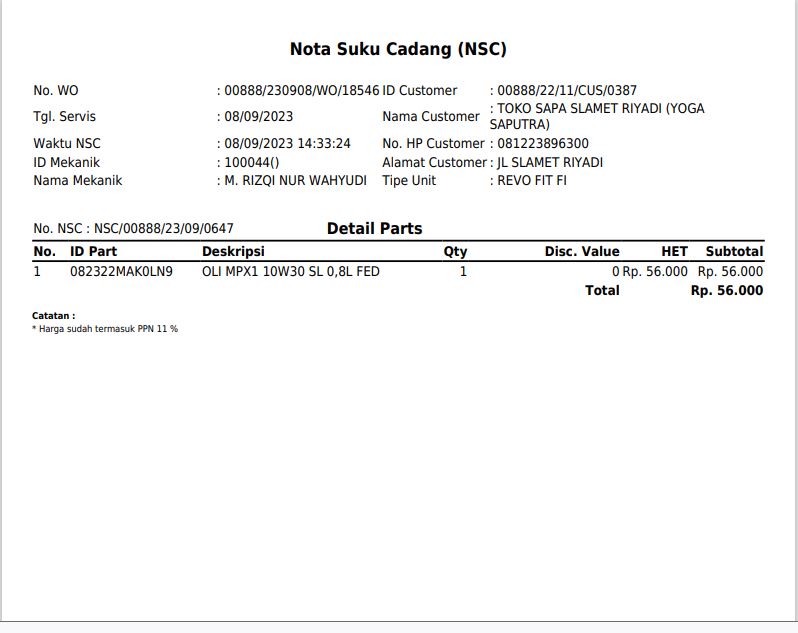 Nota Suku Cadang (NSC)
No. WO : 00888/230908/WO/18546 ID Customer : 00888/22/11/CUS/0387
Tgl. Servis : 08/09/2023 Nama Customer : TOKO SAPA SLAMET RIYADI (YOGA
SAPUTRA)
Waktu NSC : 08/09/2023 14:33:24 No. HP Customer : 081223896300
ID Mekanik : 100044() Alamat Customer : JL SLAMET RIYADI
Nama Mekanik : M. RIZQI NUR WAHYUDI Tipe Unit : REVO FIT FI
No. NSC : NSC/00888/23/09/0647 Detail Parts
No. ID Part Deskripsi Qty Disc. Value HET Subtotal
1 082322MAK0LN9 OLI MPX1 10W30 SL 0,8L FED 1 0 Rp. 56.000 Rp. 56.000
Total Rp. 56.000
Catatan :
* Harga sudah termasuk PPN 11 %